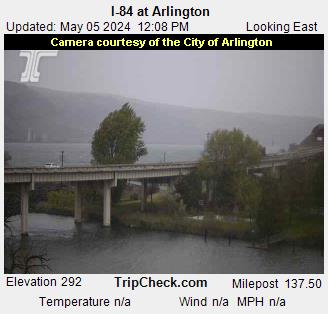 I-84 at Arlington
Updated: May 05 2024 12:08 PM Looking East
Camera courtesy of the City of Arlington
Elevation 292 TripCheck.com Milepost 137.50
Temperature n/a Wind n/a MPH n/a